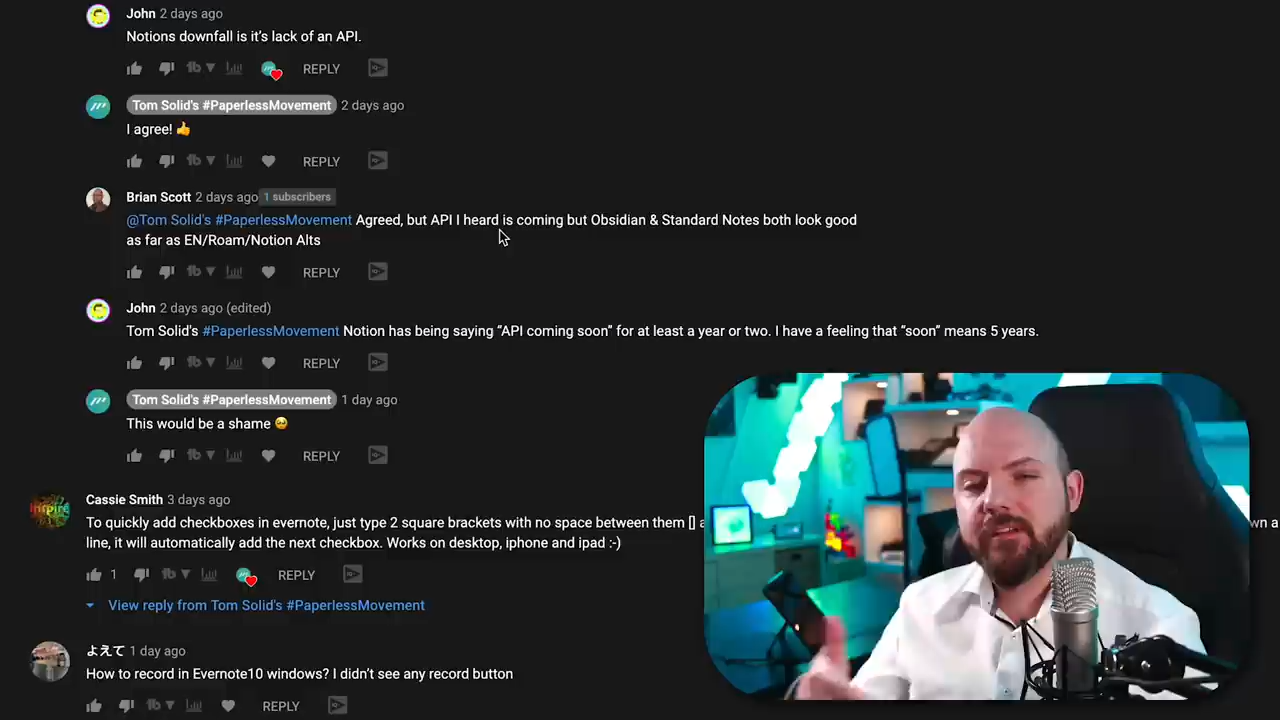 John 2 days ago
Notions downfall is it's lack of an API.
REPLY
Tom Solid's #PaperlessMovement 2 days ago
I agree! 👍
REPLY
Brian Scott 2 days ago 1 subscribers
@Tom Solid's #PaperlessMovement Agreed, but API I heard is coming but Obsidian & Standard Notes both look good
as far as EN/Roam/Notion Alts
REPLY
John 2 days ago (edited)
Tom Solid's #PaperlessMovement Notion has being saying “API coming soon” for at least a year or two. I have a feeling that “soon” means 5 years.
REPLY
Tom Solid's #PaperlessMovement 1 day ago
This would be a shame 🥺
REPLY
Cassie Smith 3 days ago
To quickly add checkboxes in evernote, just type 2 square brackets with no space between them []
line, it will automatically add the next checkbox. Works on desktop, iphone and ipad :-)
1 REPLY
View reply from Tom Solid's #PaperlessMovement
よえて 1 day ago
How to record in Evernote10 windows? I didn't see any record button
REPLY